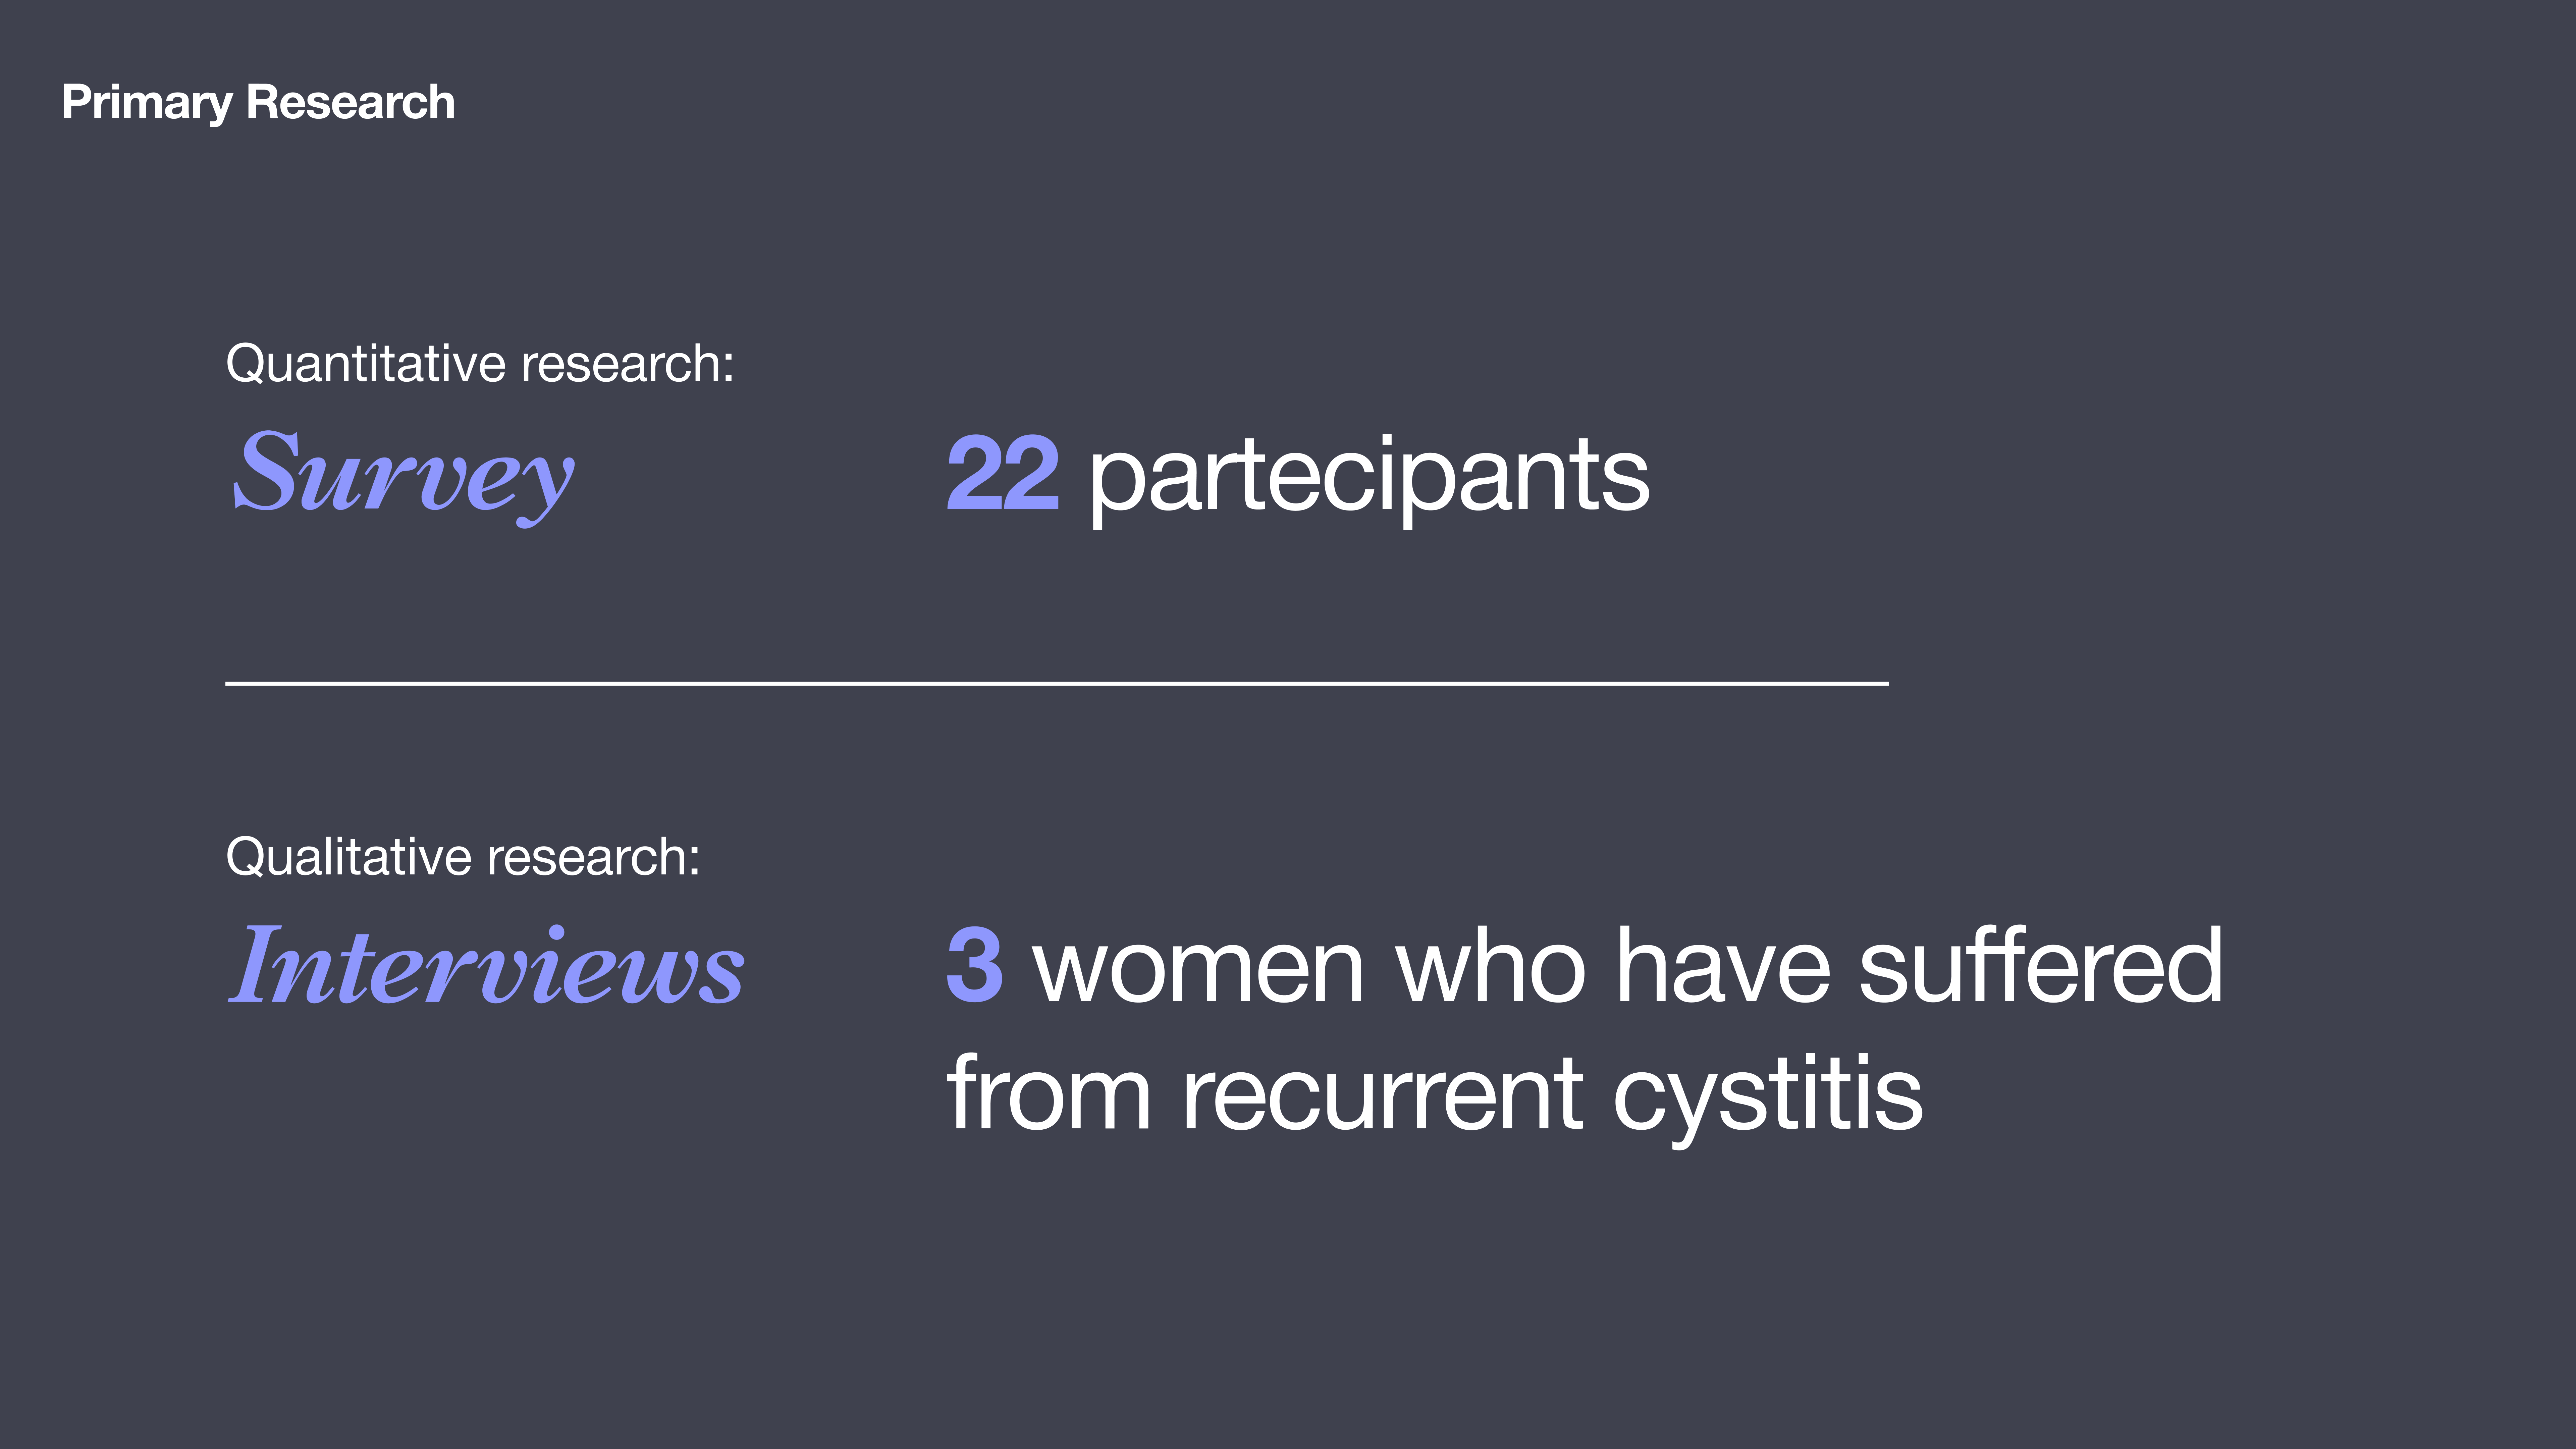 Primary Research
Quantitative research:
Survey
22 partecipants
Qualitative research:
Interviews
3 women who have suffered
from recurrent cystitis